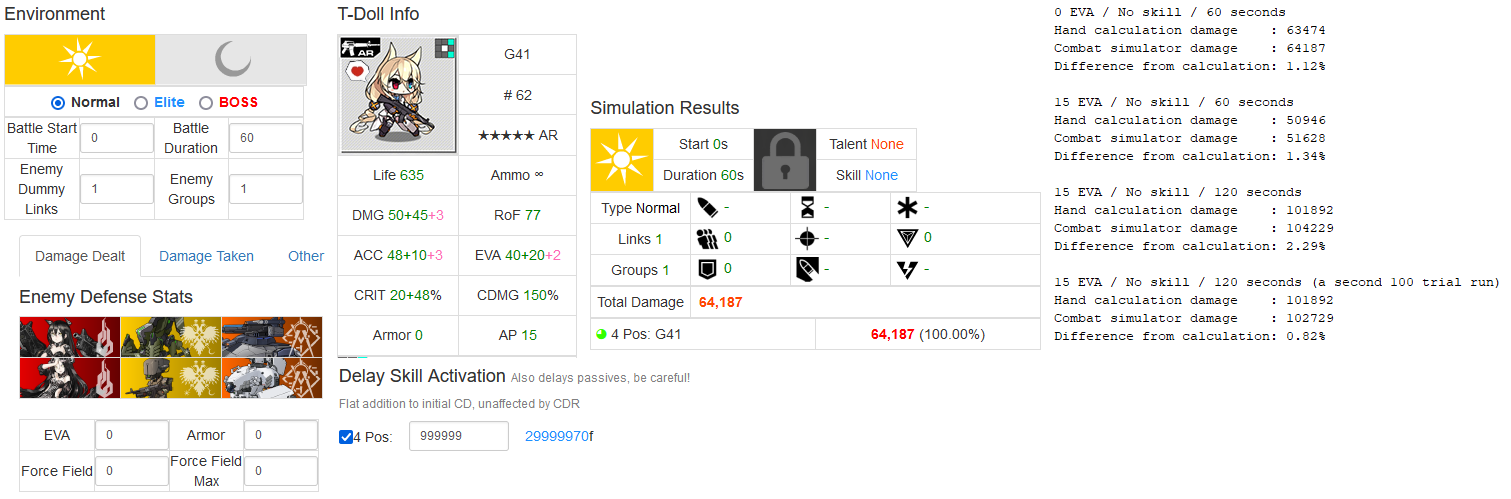 Environment
Normal Elite BOSS
Battle Start Time 0 Battle Duration 60
Enemy Dummy Links 1 Enemy Groups 1
Damage Dealt Damage Taken Other
Enemy Defense Stats
EVA 0 Armor 0
Force Field 0 Force Field Max 0
T-Doll Info
AR
G41
# 62
★★★★★ AR
Life 635 Ammo ∞
DMG 50+45+3 RoF 77
ACC 48+10+3 EVA 40+20+2
CRIT 20+48% CDMG 150%
Armor 0 AP 15
Delay Skill Activation Also delays passives, be careful!
Flat addition to initial CD, unaffected by CDR
4 Pos: 999999 29999970f
Simulation Results
Start 0s Talent None
Duration 60s Skill None
Type Normal - - -
Links 1 0 - 0
Groups 1 0 - -
Total Damage 64,187
4 Pos: G41 64,187 (100.00%)
0 EVA / No skill / 60 seconds
Hand calculation damage : 63474
Combat simulator damage : 64187
Difference from calculation: 1.12%
15 EVA / No skill / 60 seconds
Hand calculation damage : 50946
Combat simulator damage : 51628
Difference from calculation: 1.34%
15 EVA / No skill / 120 seconds
Hand calculation damage : 101892
Combat simulator damage : 104229
Difference from calculation: 2.29%
15 EVA / No skill / 120 seconds (a second 100 trial run)
Hand calculation damage : 101892
Combat simulator damage : 102729
Difference from calculation: 0.82%